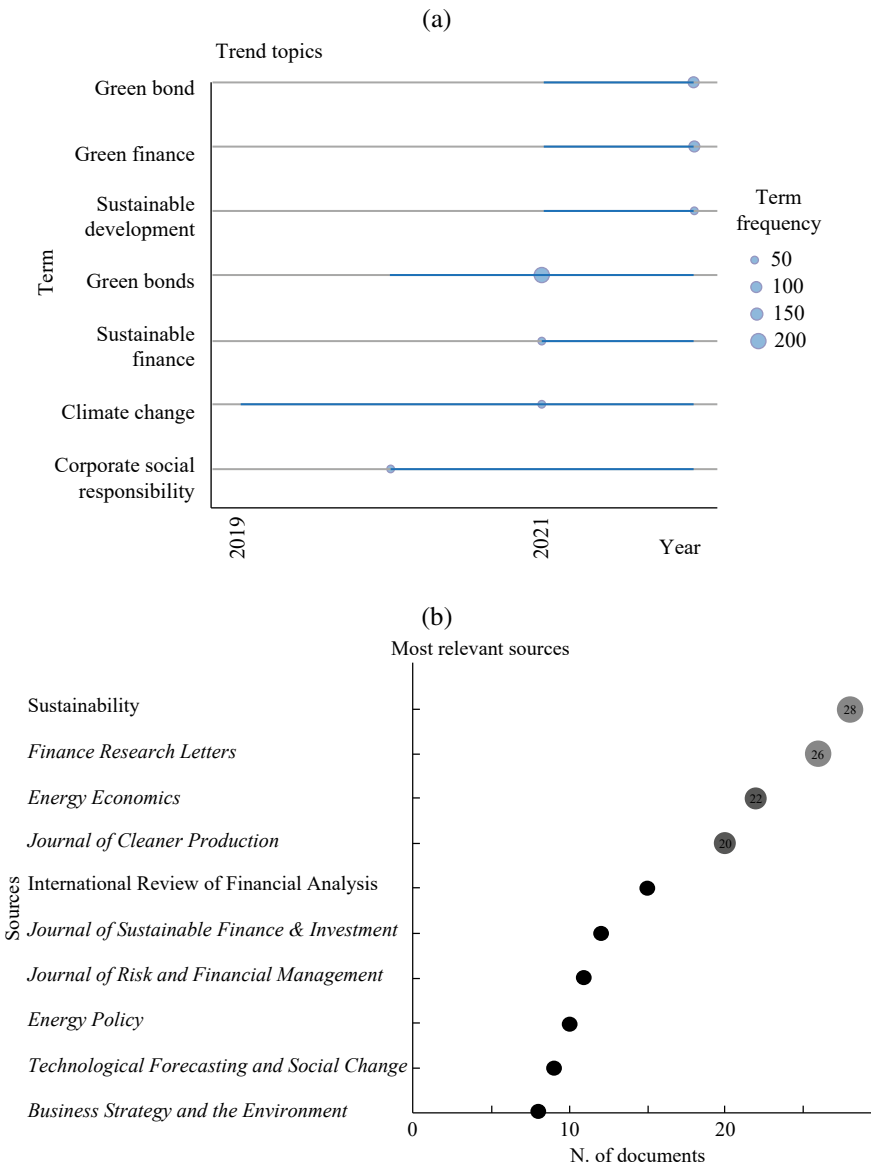 (a)
Trend topics
Green bond
Green finance
Sustainable
development
Green bonds
Sustainable
finance
Climate change
Corporate social
responsibility
Term
2019
2021
Year
Term
frequency
50
100
150
200
(b)
Most relevant sources
Sustainability
28
Finance Research Letters
26
Energy Economics
22
Journal of Cleaner Production
20
International Review of Financial Analysis
Journal of Sustainable Finance & Investment
Journal of Risk and Financial Management
Energy Policy
Technological Forecasting and Social Change
Business Strategy and the Environment
Sources
0
10
20
N. of documents